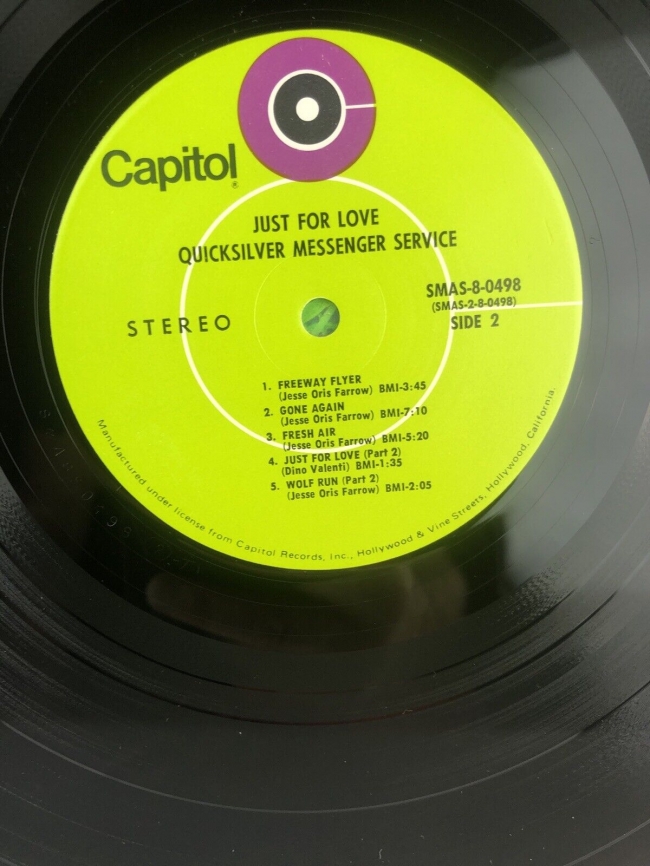 Capitol®
JUST FOR LOVE
QUICKSILVER MESSENGER SERVICE
SMAS-8-0498
(SMAS-2-8-0498)
STEREO
SIDE 2
1. FREEWAY FLYER
(Jesse Oris Farrow) BMI-3:45
2. GONE AGAIN
(Jesse Oris Farrow) BMI-7:10
3. FRESH AIR
(Jesse Oris Farrow) BMI-5:20
4. JUST FOR LOVE (Part 2)
(Dino Valenti) BMI-1:35
5. WOLF RUN (Part 2)
(Jesse Oris Farrow) BMI-2:05
Manufactured under license from Capitol Records, Inc., Hollywood & Vine Streets, Hollywood, California.